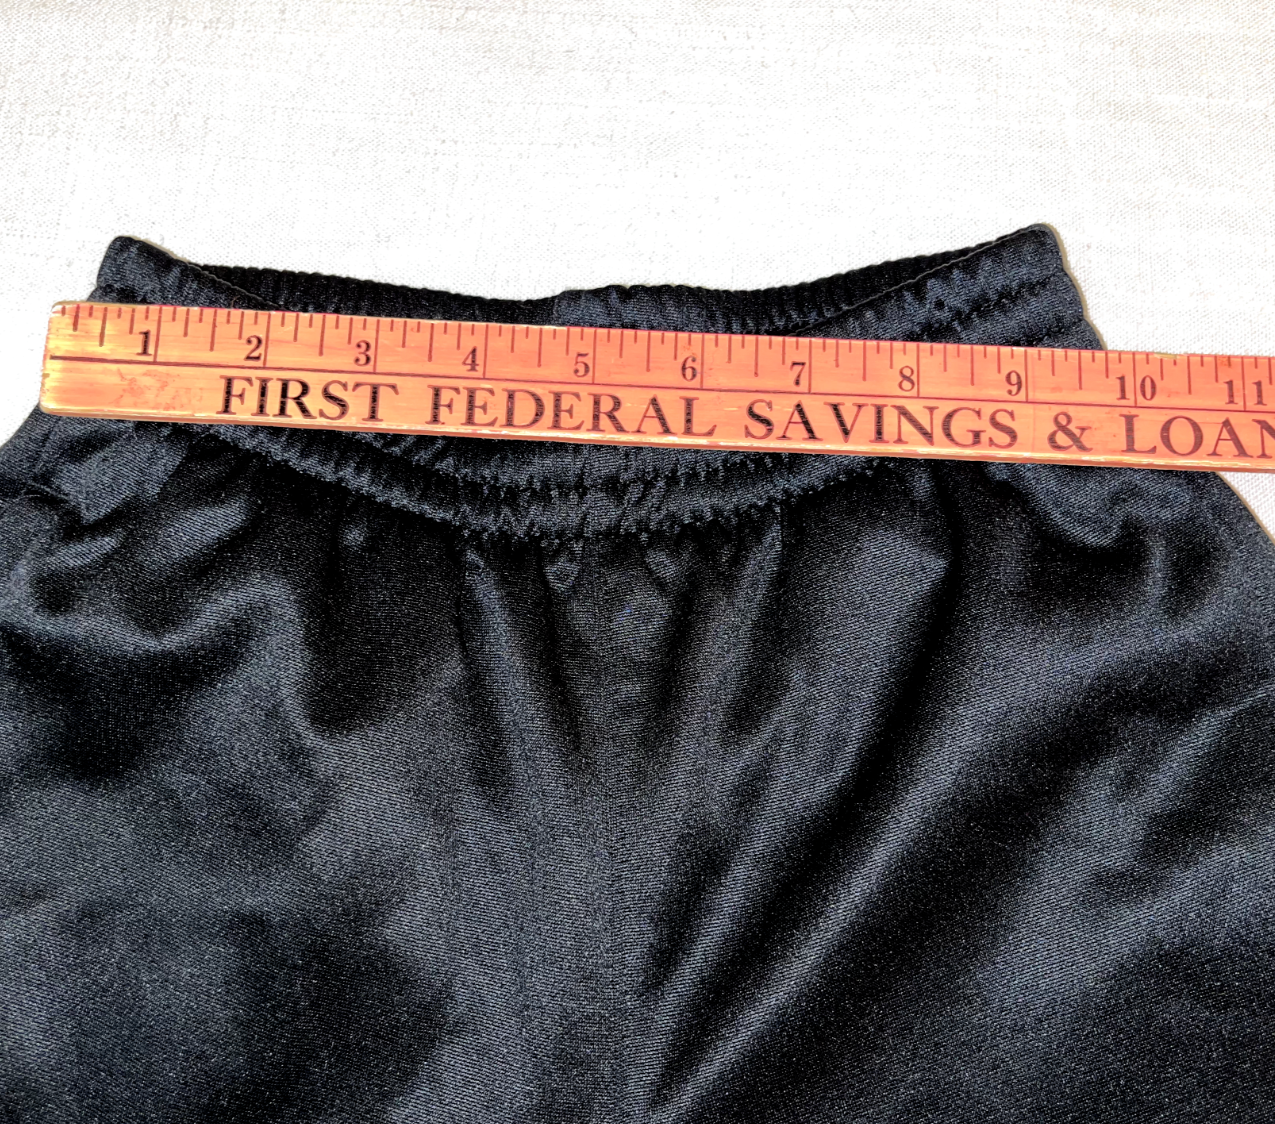 1 2 3 4 5 6 7 8 9 10 11
FIRST FEDERAL SAVINGS & LOAN